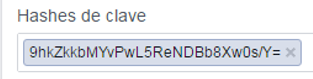 Hashes de clave
9hkZkkbMYvPwL5ReNDBb8Xw0s/Y= ×